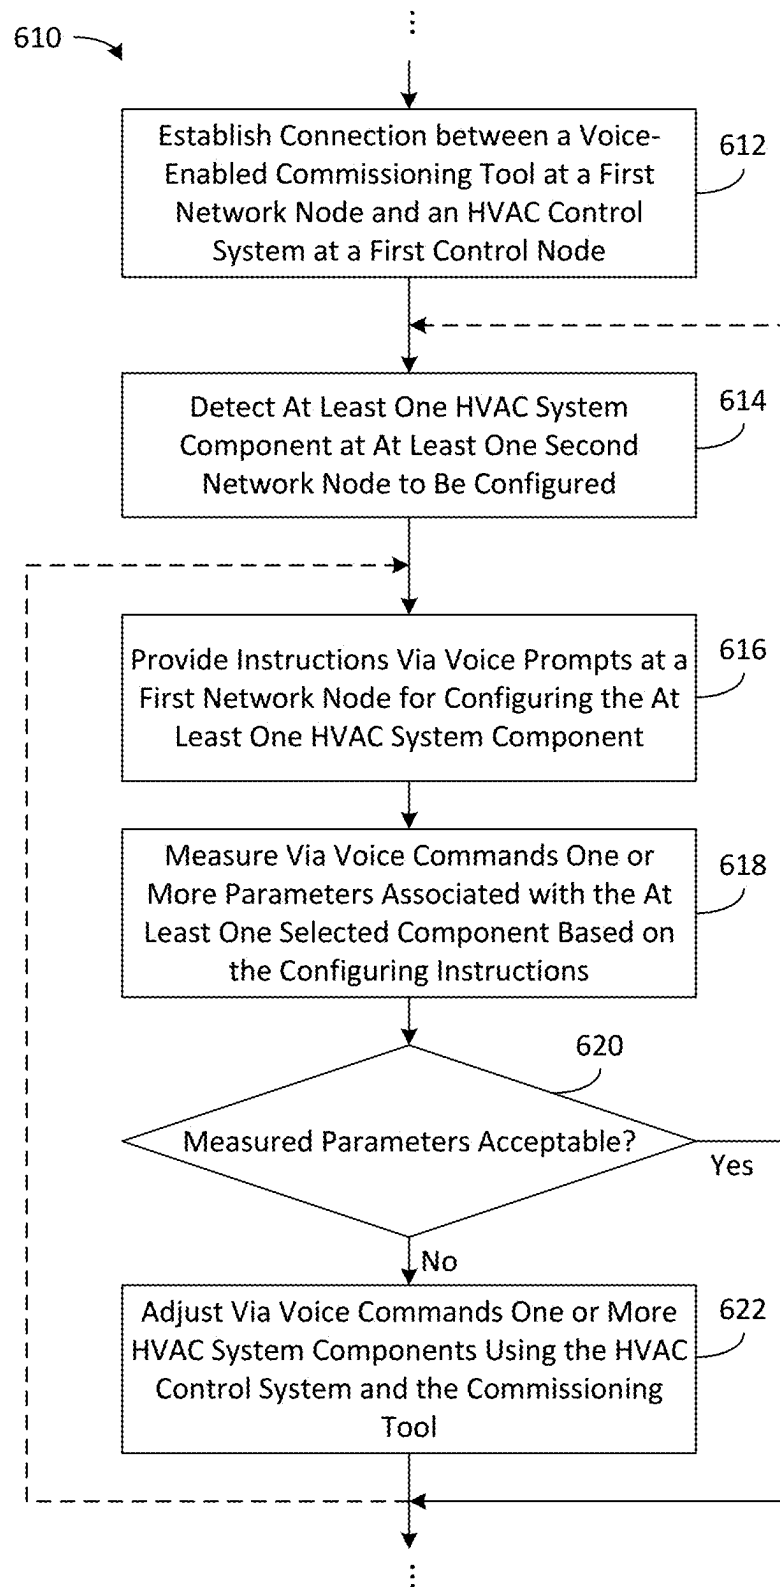 610
⋮
Establish Connection between a Voice-
Enabled Commissioning Tool at a First
Network Node and an HVAC Control
System at a First Control Node
612
Detect At Least One HVAC System
Component at At Least One Second
Network Node to Be Configured
614
Provide Instructions Via Voice Prompts at a
First Network Node for Configuring the At
Least One HVAC System Component
616
Measure Via Voice Commands One or
More Parameters Associated with the At
Least One Selected Component Based on
the Configuring Instructions
618
620
Measured Parameters Acceptable?
Yes
No
Adjust Via Voice Commands One or More
HVAC System Components Using the HVAC
Control System and the Commissioning
Tool
622
⋮